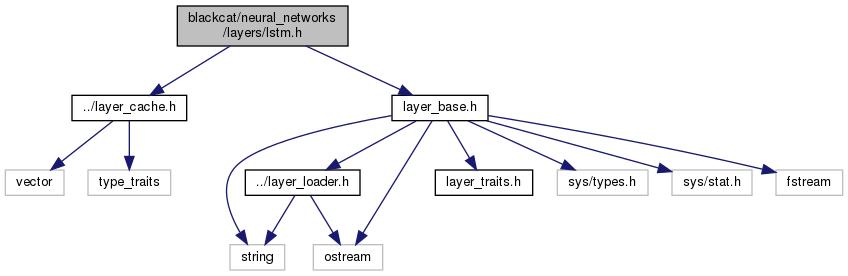 blackcat/neural_networks
/layers/lstm.h
../layer_cache.h
layer_base.h
vector
type_traits
../layer_loader.h
layer_traits.h
sys/types.h
sys/stat.h
fstream
string
ostream